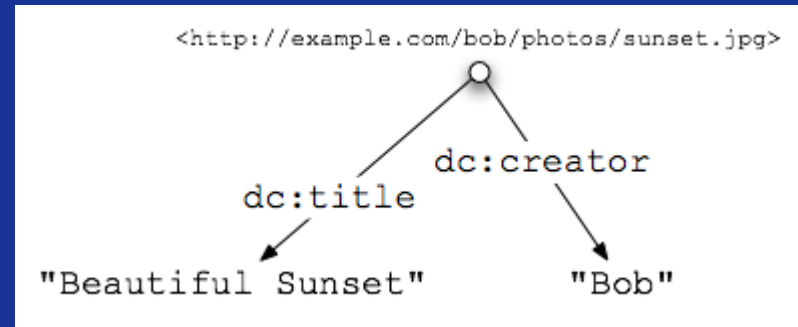 <http://example.com/bob/photos/sunset.jpg>
dc:creator
dc:title
"Beautiful Sunset" "Bob"